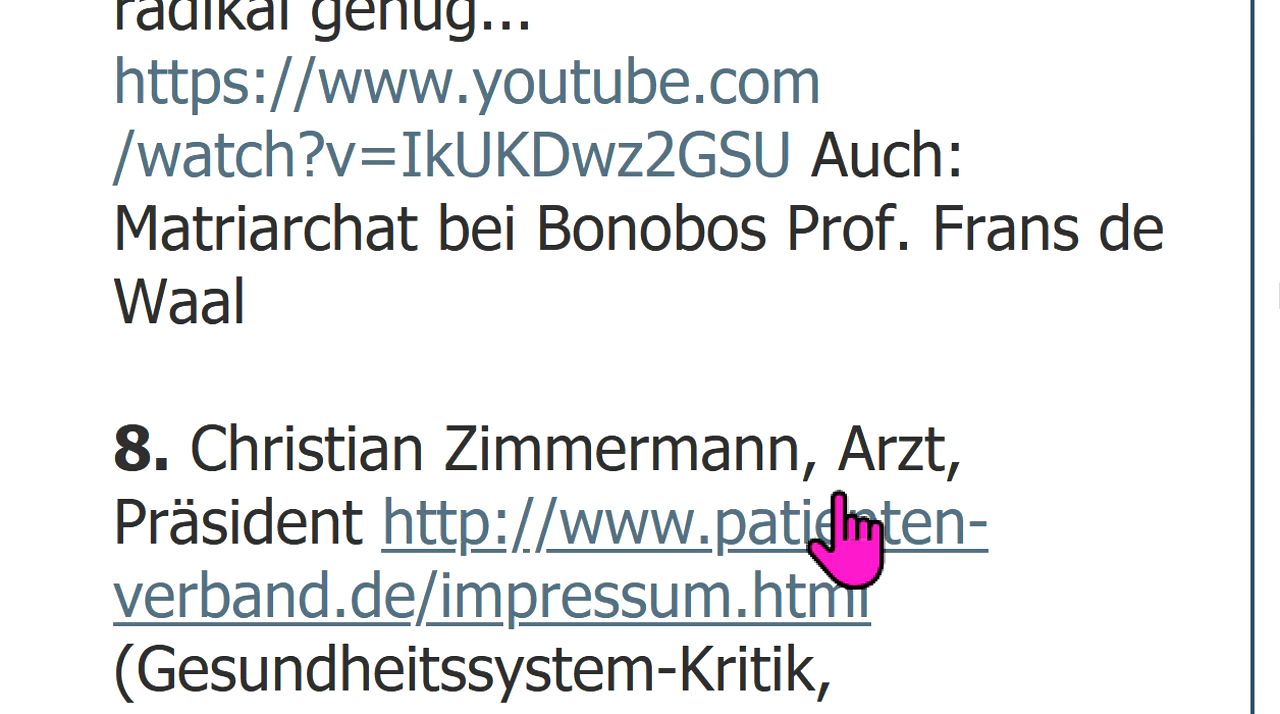 radikal genug...
https://www.youtube.com
/watch?v=IkUKDwz2GSU Auch:
Matriarchat bei Bonobos Prof. Frans de
Waal
8. Christian Zimmermann, Arzt,
Präsident http://www.patienten-
verband.de/impressum.html
(Gesundheitssystem-Kritik,